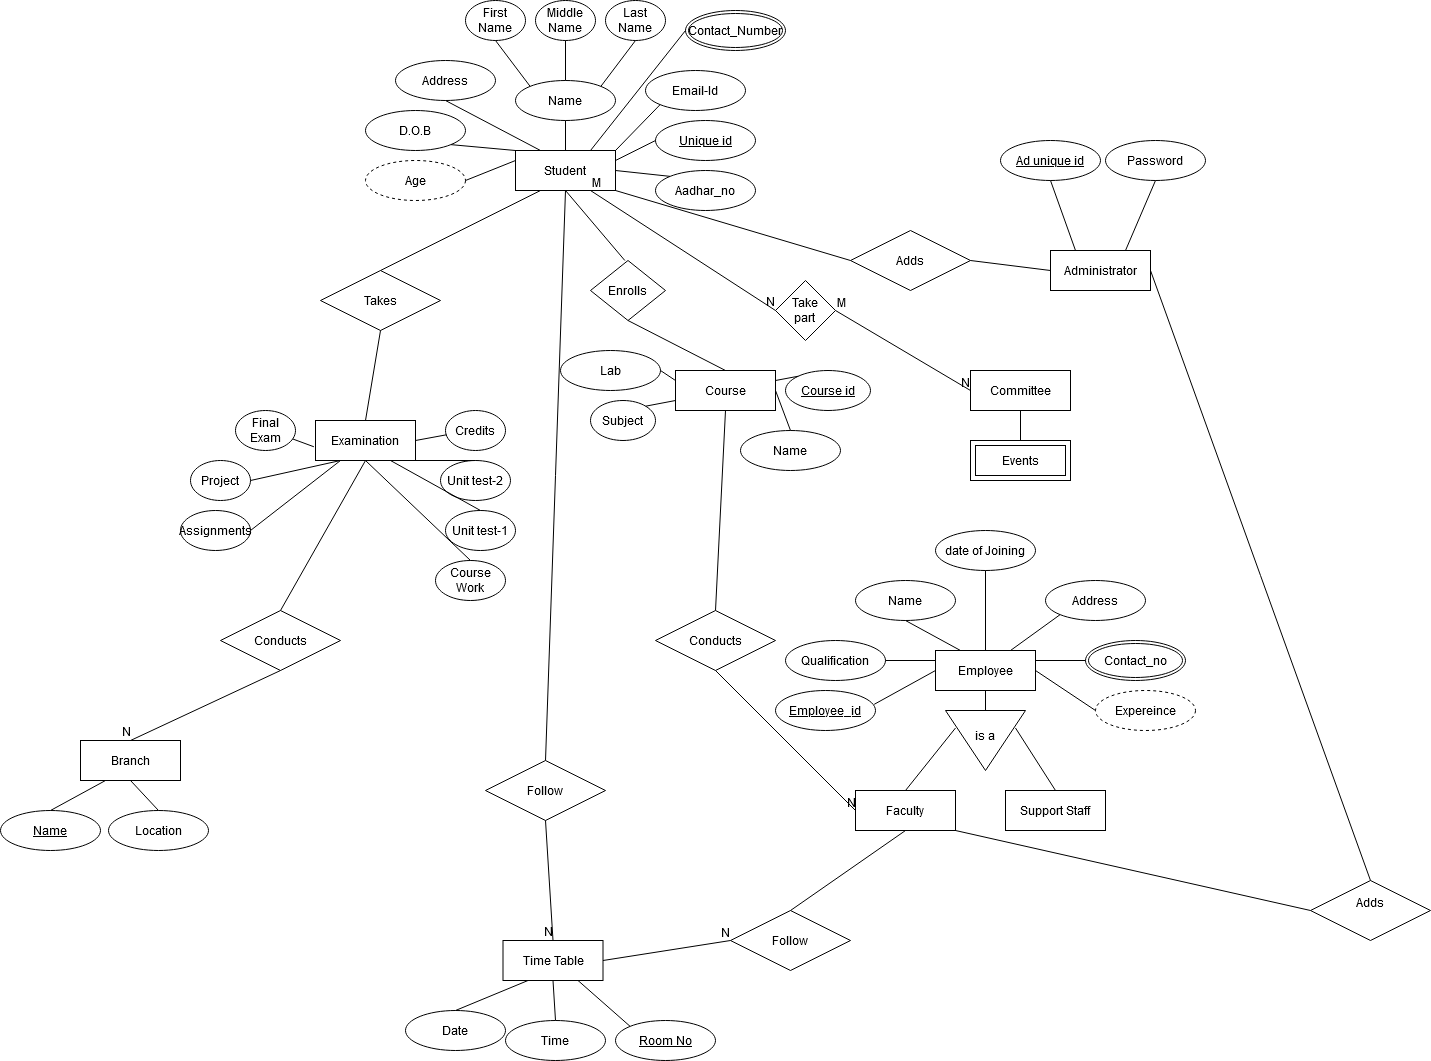 First
Name
Middle
Name
Last
Name
Contact_Number
Address
Name
Email-Id
D.O.B
Unique id
Age
Student
M
Aadhar_no
Ad unique id
Password
Adds
Administrator
Takes
Enrolls
N
Take
part
M
Lab
Course
Course id
N
Committee
Subject
Name
Events
Final
Exam
Examination
Credits
Project
Unit test-2
Assignments
Unit test-1
Course
Work
date of Joining
Name
Address
Conducts
Conducts
Qualification
Employee
Contact_no
Employee_id
Expereince
N
is a
Branch
Follow
N
Faculty
Support Staff
Name
Location
Adds
N
N
Follow
Time Table
Date
Time
Room No